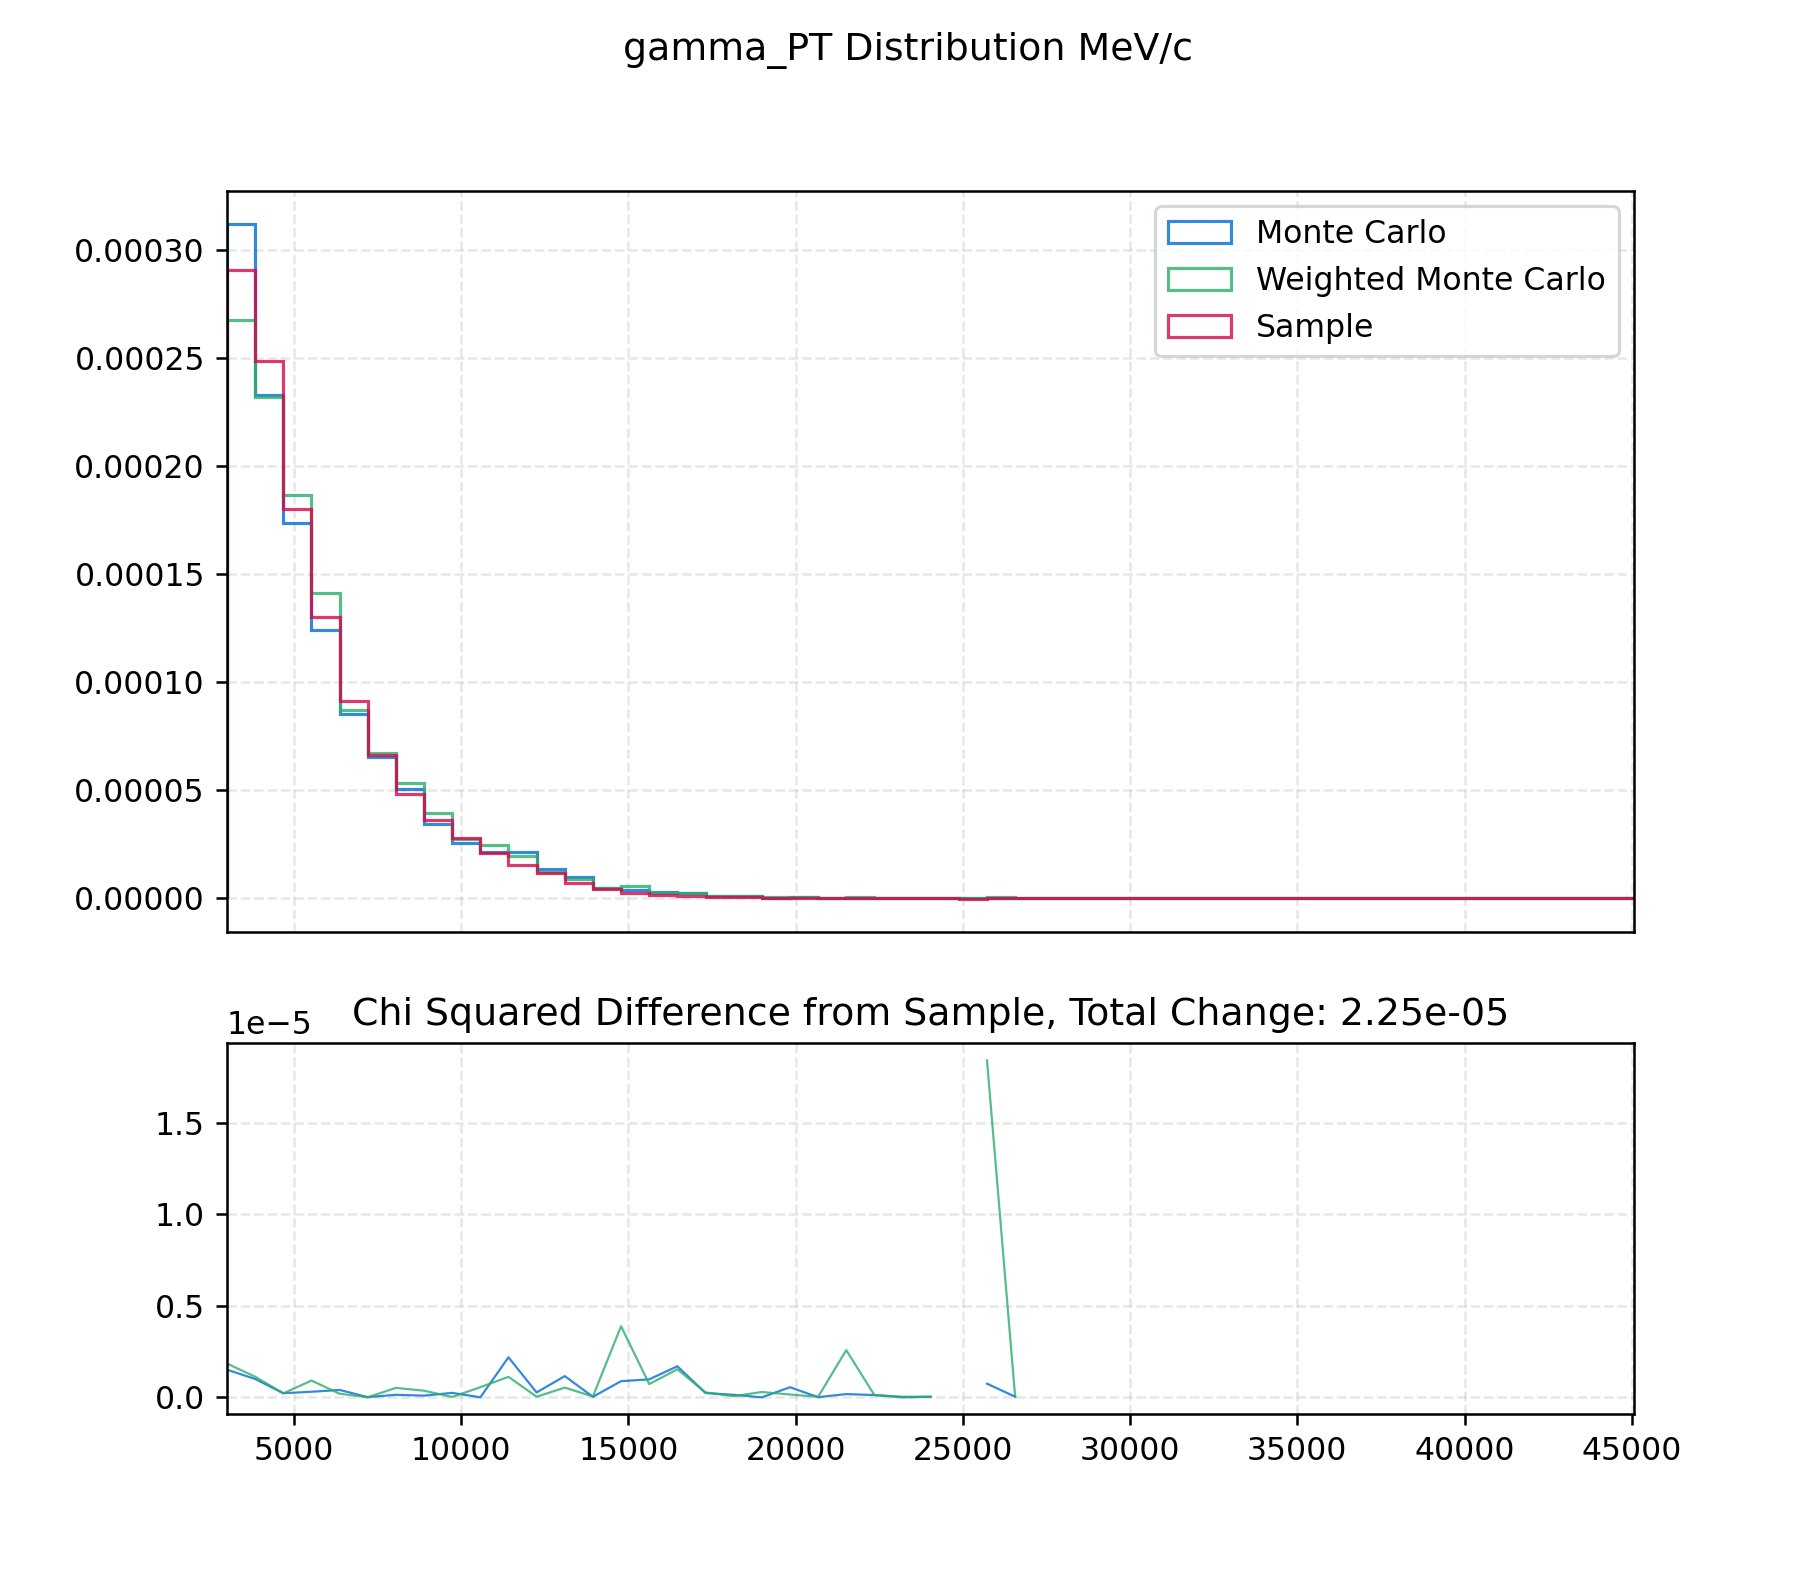 gamma_PT Distribution MeV/c
0.00030
0.00025
0.00020
0.00015
0.00010
0.00005
0.00000
Monte Carlo
Weighted Monte Carlo
Sample
Chi Squared Difference from Sample, Total Change: 2.25e-05
1e−5
1.5
1.0
0.5
0.0
5000 10000 15000 20000 25000 30000 35000 40000 45000